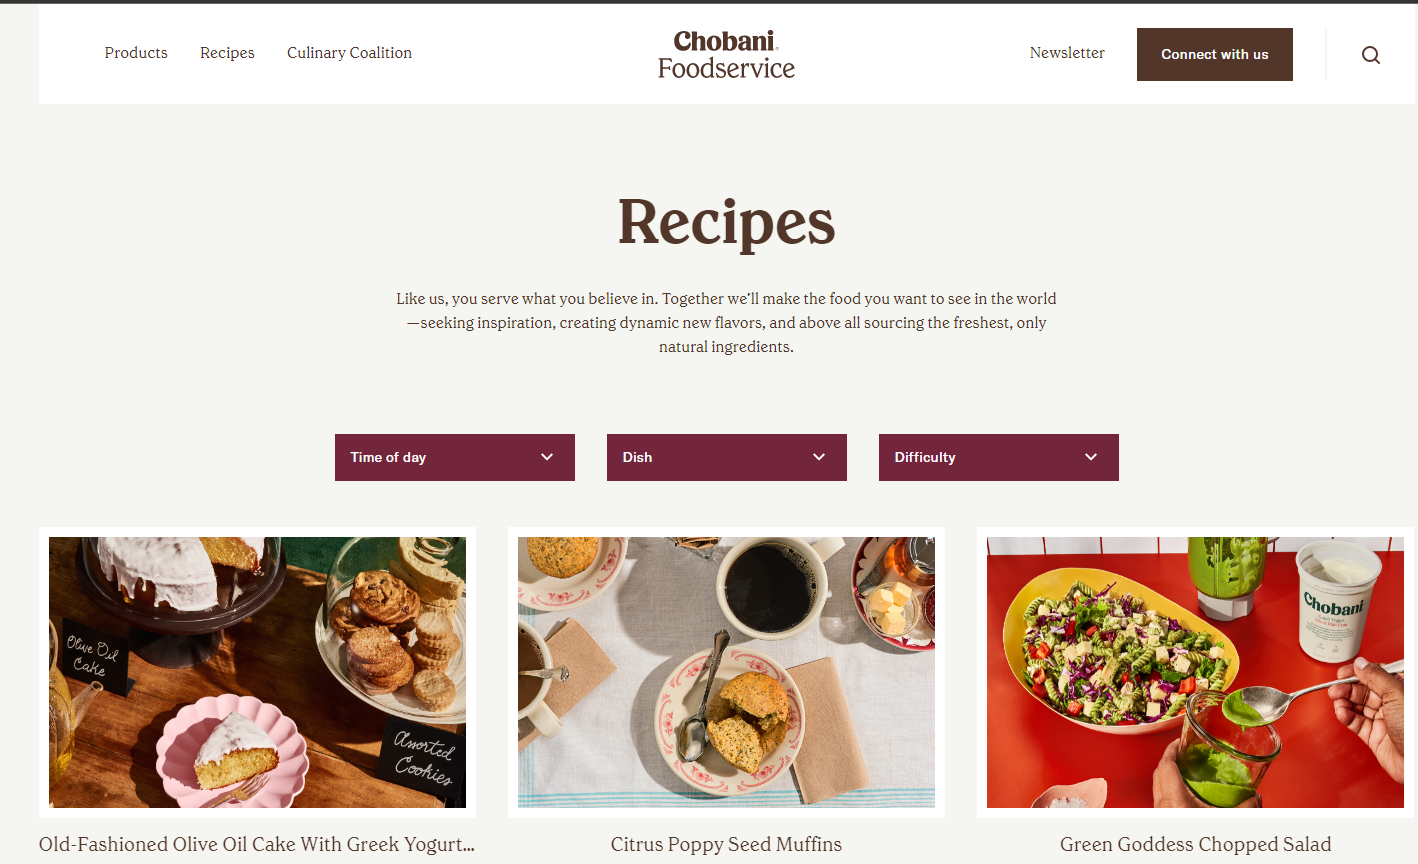 Products
Recipes
Culinary Coalition
Chobani
Foodservice
Newsletter
Connect with us
Recipes
Like us, you serve what you believe in. Together we'll make the food you want to see in the world
—seeking inspiration, creating dynamic new flavors, and above all sourcing the freshest, only
natural ingredients.
Time of day
Dish
Difficulty
Olive Oil
Cake
Assorted
Cookies
Chobani
Greek Yogurt
Old-Fashioned Olive Oil Cake With Greek Yogurt...
Citrus Poppy Seed Muffins
Green Goddess Chopped Salad